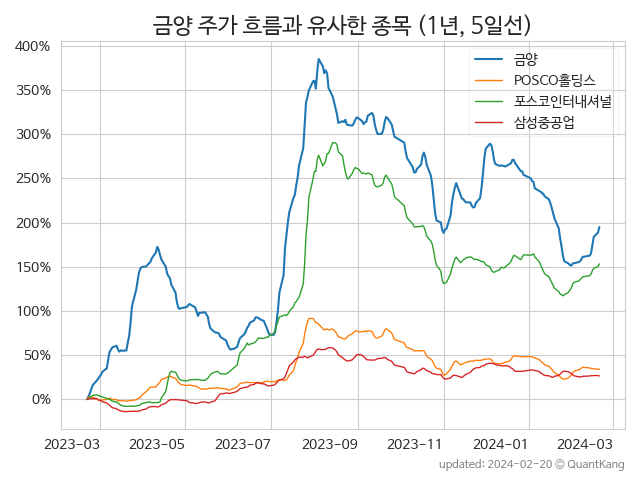 금양 주가 흐름과 유사한 종목 (1년, 5일선)
금양
POSCO홀딩스
포스코인터내셔널
삼성중공업
400%
350%
300%
250%
200%
150%
100%
50%
0%
2023-03 2023-05 2023-07 2023-09 2023-11 2024-01 2024-03
updated: 2024-02-20 © QuantKang